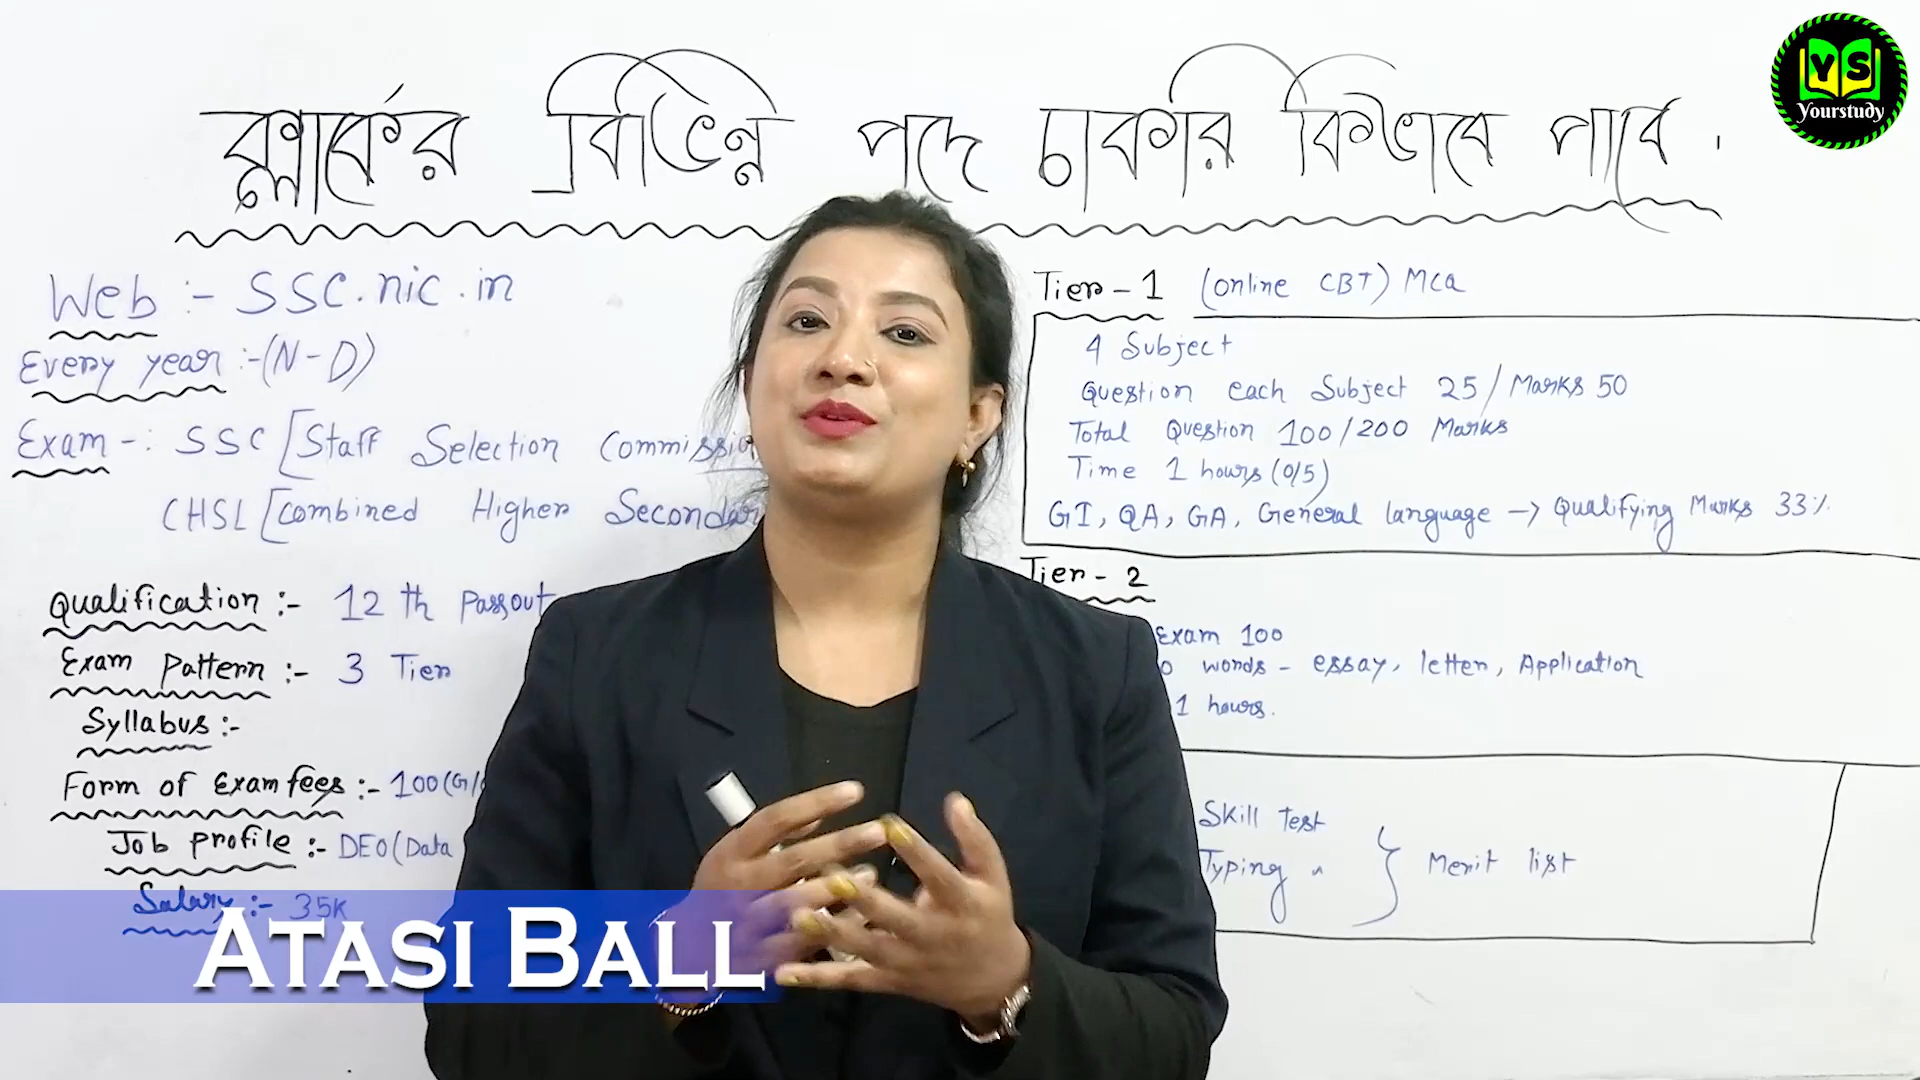 ক্লার্কের বিভিন্ন পদে চাকরি কিভাবে পাবে .
YS
Yourstudy
Web :- SSC.nic.in
Every year :-(N-D)
Exam -: SSC [Staff Selection Commission
CHSL [Combined Higher Secondar
Qualification :- 12 th Passout
Exam Pattern :- 3 Tier
Syllabus :-
Form of Exam fees :- 100(G/
Job profile :- DEO(Data
Salary :- 35K
Tier - 1 (online CBT) Mca
4 Subject
Question each Subject 25 / Marks 50
Total Question 100/200 Marks
Time 1 hours (0/5)
GI, QA, GA, General language → Qualifying Marks 33%
Tier - 2
Exam 100
0 words - essay, letter, Application
1 hours.
Skill Test
Typing " } Merit list
ATASI BALL